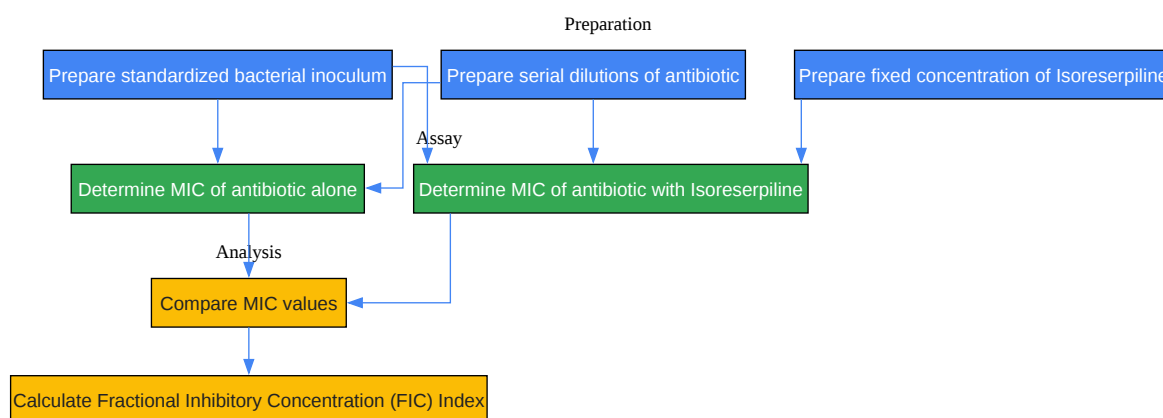 Preparation
Prepare standardized bacterial inoculum
Prepare serial dilutions of antibiotic
Prepare fixed concentration of Isoreserpiline
Assay
Determine MIC of antibiotic alone
Determine MIC of antibiotic with Isoreserpiline
Analysis
Compare MIC values
Calculate Fractional Inhibitory Concentration (FIC) Index